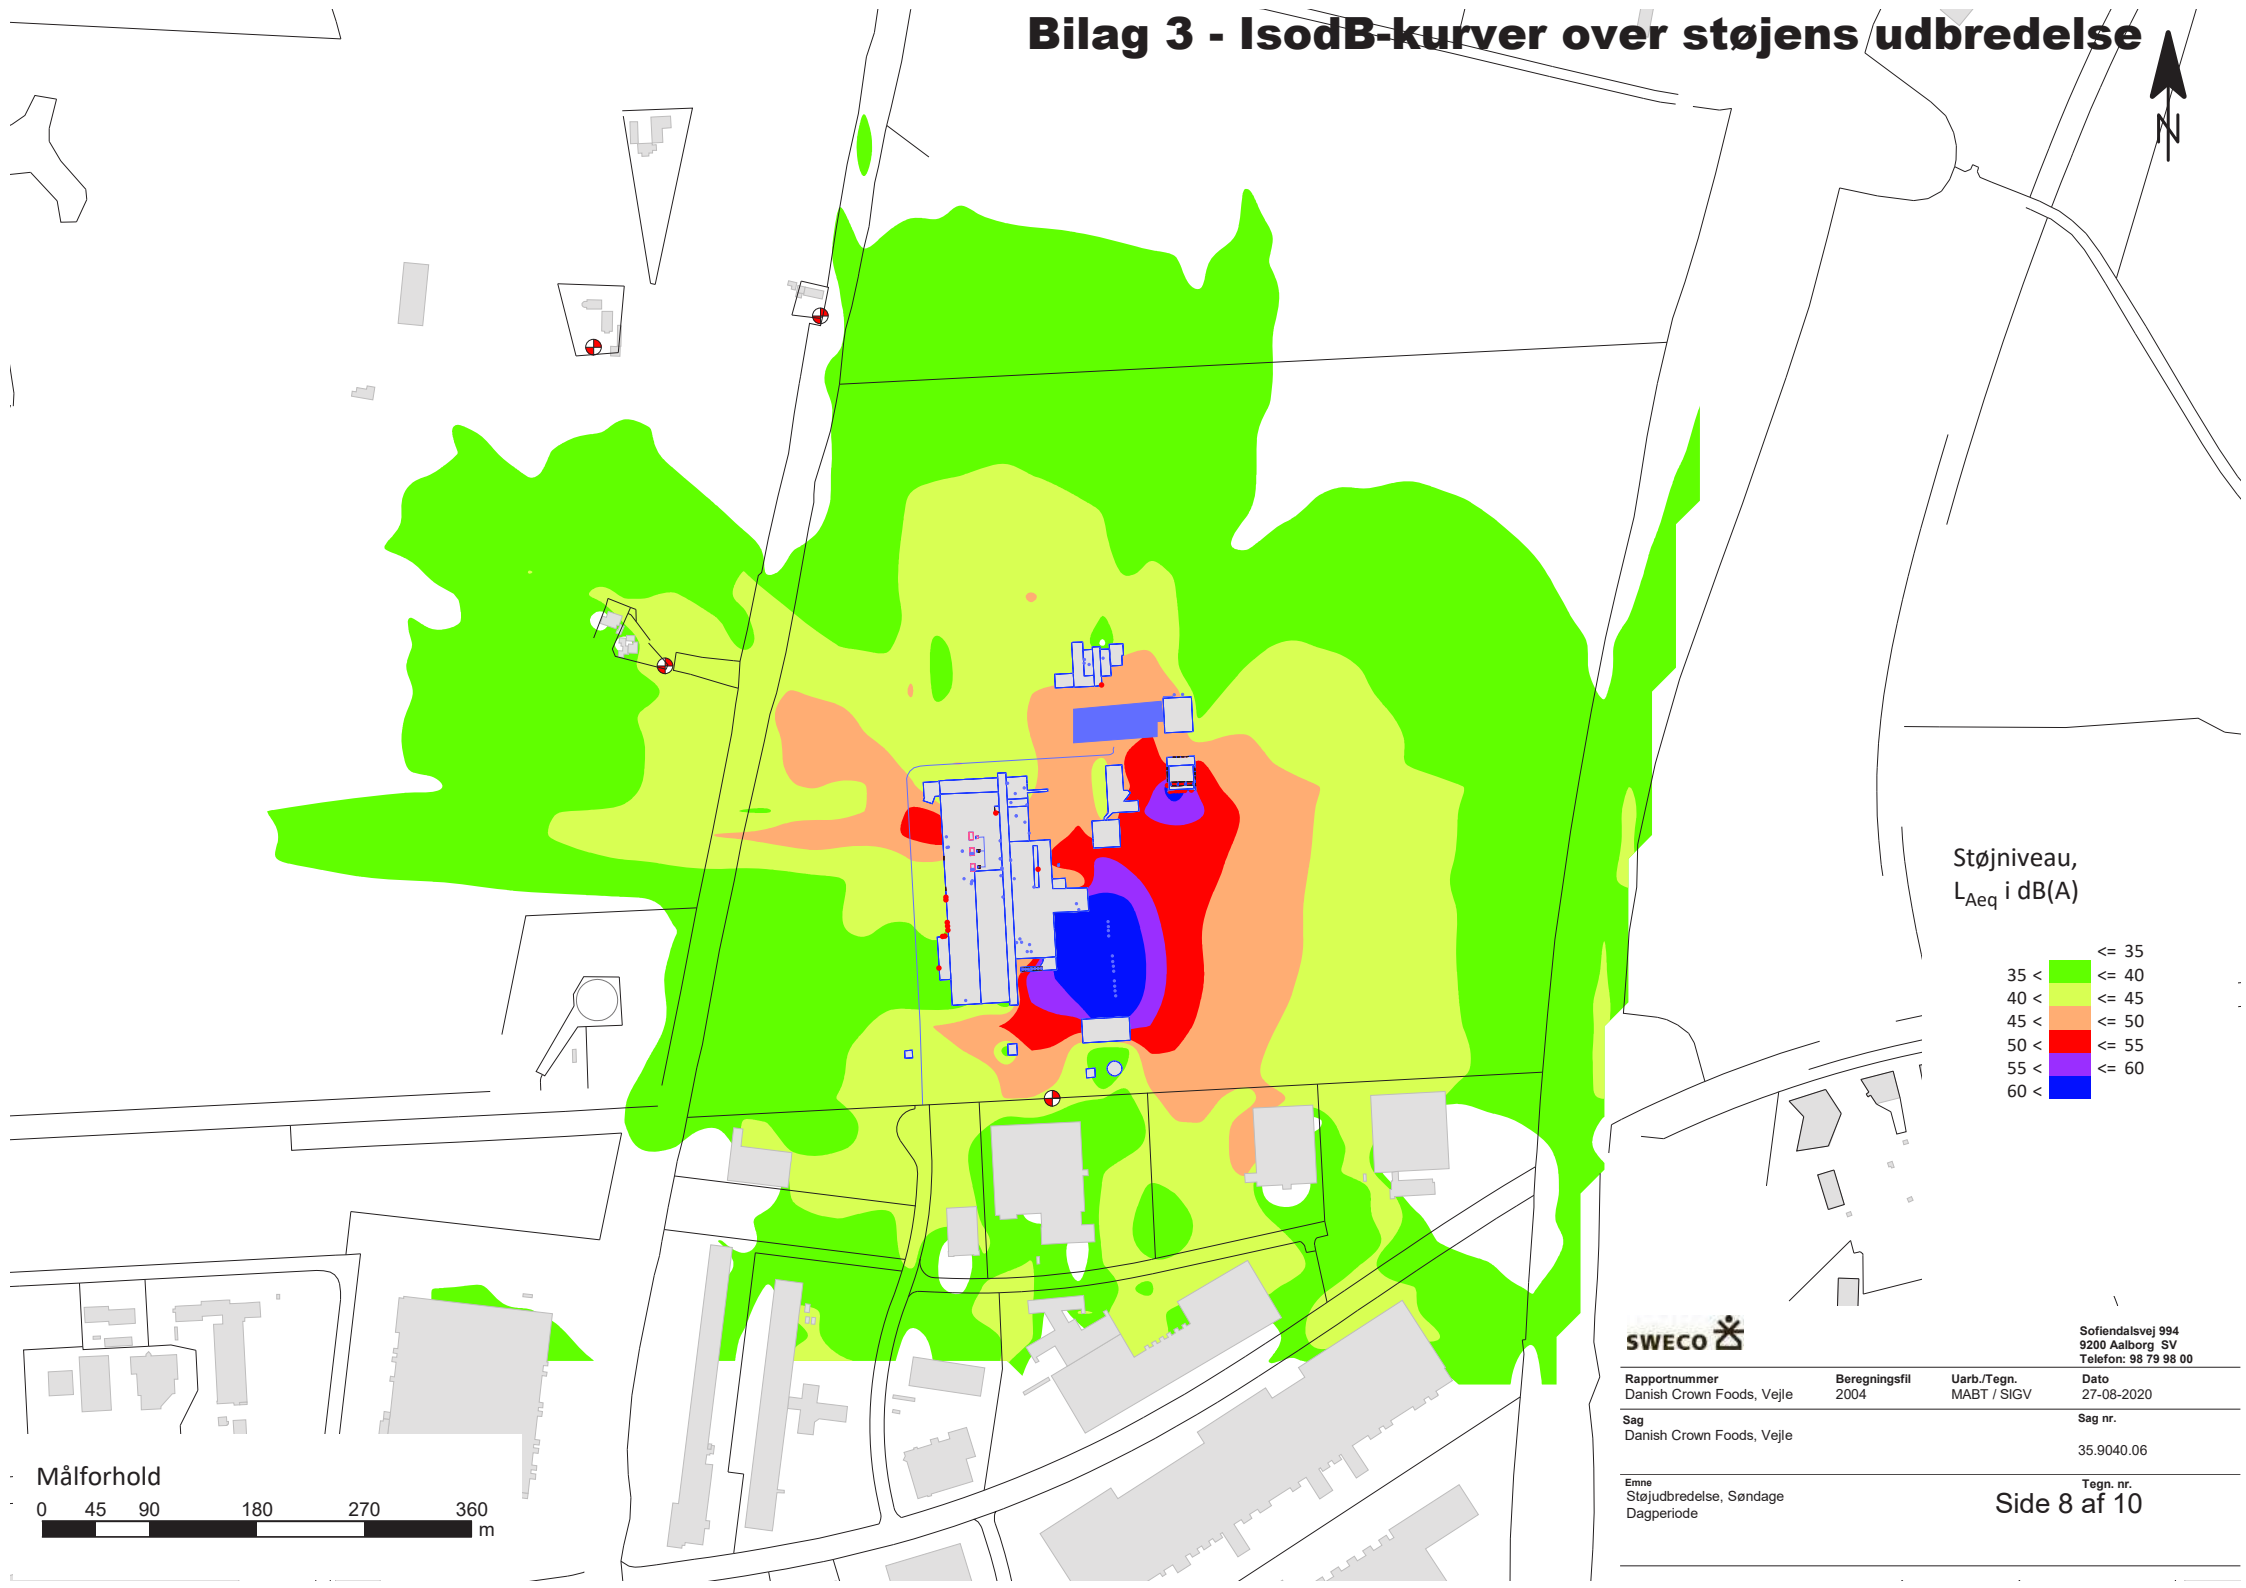 Bilag 3 - IsodB-kurver over støjens udbredelse
N
Støjniveau,
LAeq i dB(A)
<= 35
35 < <= 40
40 < <= 45
45 < <= 50
50 < <= 55
55 < <= 60
60 <
SWECO
Sofiendalsvej 994
9200 Aalborg SV
Telefon: 98 79 98 00
Rapportnummer Beregningsfil Uarb./Tegn. Dato
Danish Crown Foods, Vejle 2004 MABT / SIGV 27-08-2020
Sag Sag nr.
Danish Crown Foods, Vejle
35.9040.06
Emne Tegn. nr.
Støjudbredelse, Søndage
Dagperiode
Side 8 af 10
Målforhold
0 45 90 180 270 360
m